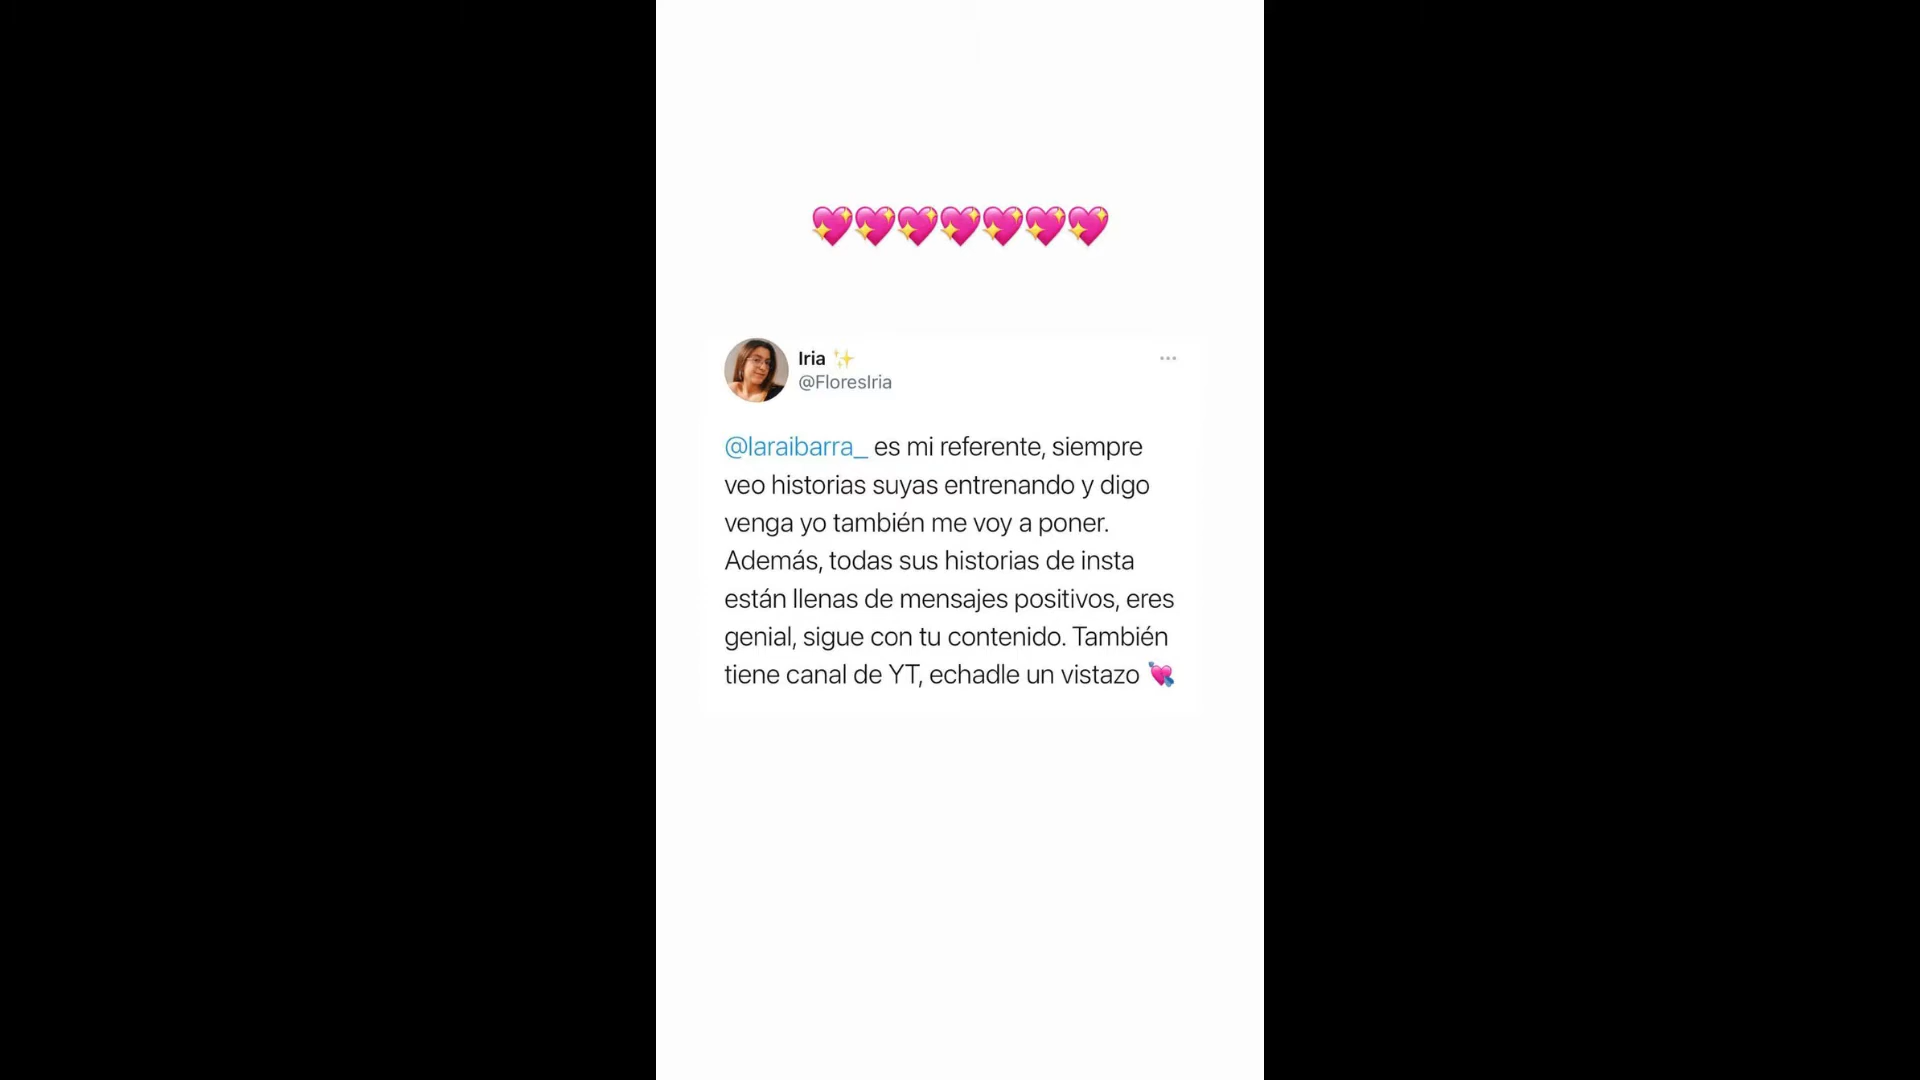 💖💖💖💖💖💖💖
Iria ✨
@FloresIria
@laraibarra_ es mi referente, siempre
veo historias suyas entrenando y digo
venga yo también me voy a poner.
Además, todas sus historias de insta
están llenas de mensajes positivos, eres
genial, sigue con tu contenido. También
tiene canal de YT, echadle un vistazo 💘